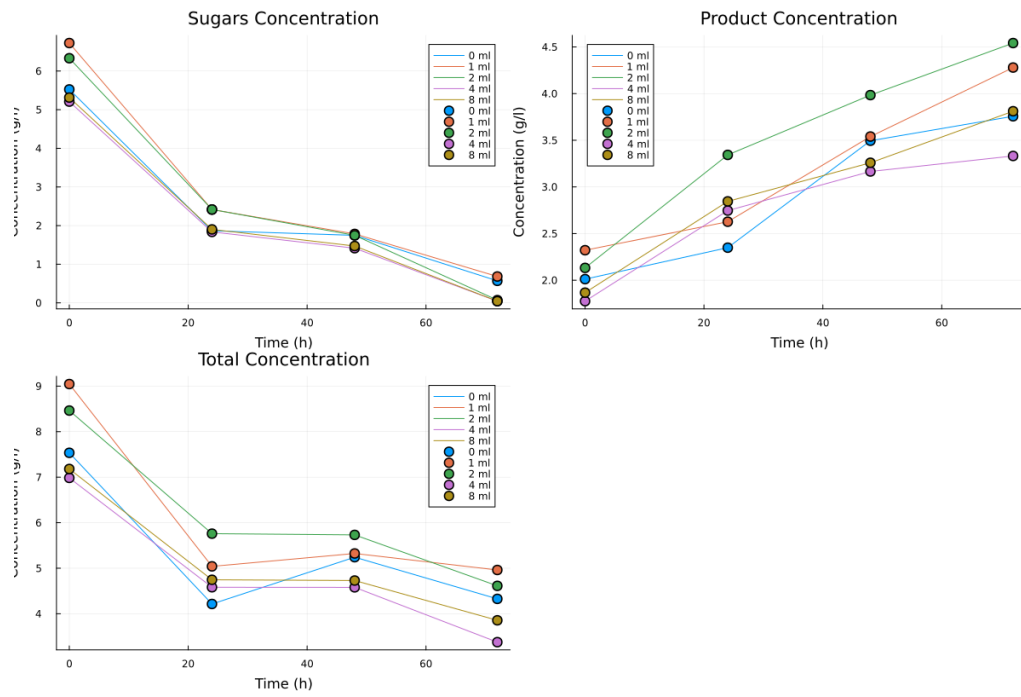 Sugars Concentration
6
5
4
3
2
1
0
0
20
40
60
Time (h)
0 ml
1 ml
2 ml
4 ml
8 ml
0 ml
1 ml
2 ml
4 ml
8 ml
Product Concentration
Concentration (g/l)
4.5
4.0
3.5
3.0
2.5
2.0
0
20
40
60
Time (h)
0 ml
1 ml
2 ml
4 ml
8 ml
0 ml
1 ml
2 ml
4 ml
8 ml
Total Concentration
9
8
7
6
5
4
0
20
40
60
Time (h)
0 ml
1 ml
2 ml
4 ml
8 ml
0 ml
1 ml
2 ml
4 ml
8 ml